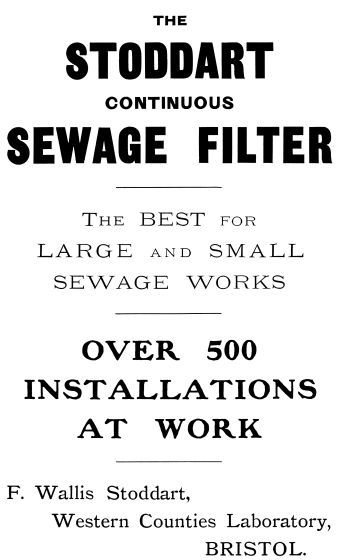 THE
STODDART
CONTINUOUS
SEWAGE FILTER
THE BEST FOR
LARGE AND SMALL
SEWAGE WORKS
OVER 500
INSTALLATIONS
AT WORK
F. Wallis Stoddart,
Western Counties Laboratory,
BRISTOL.